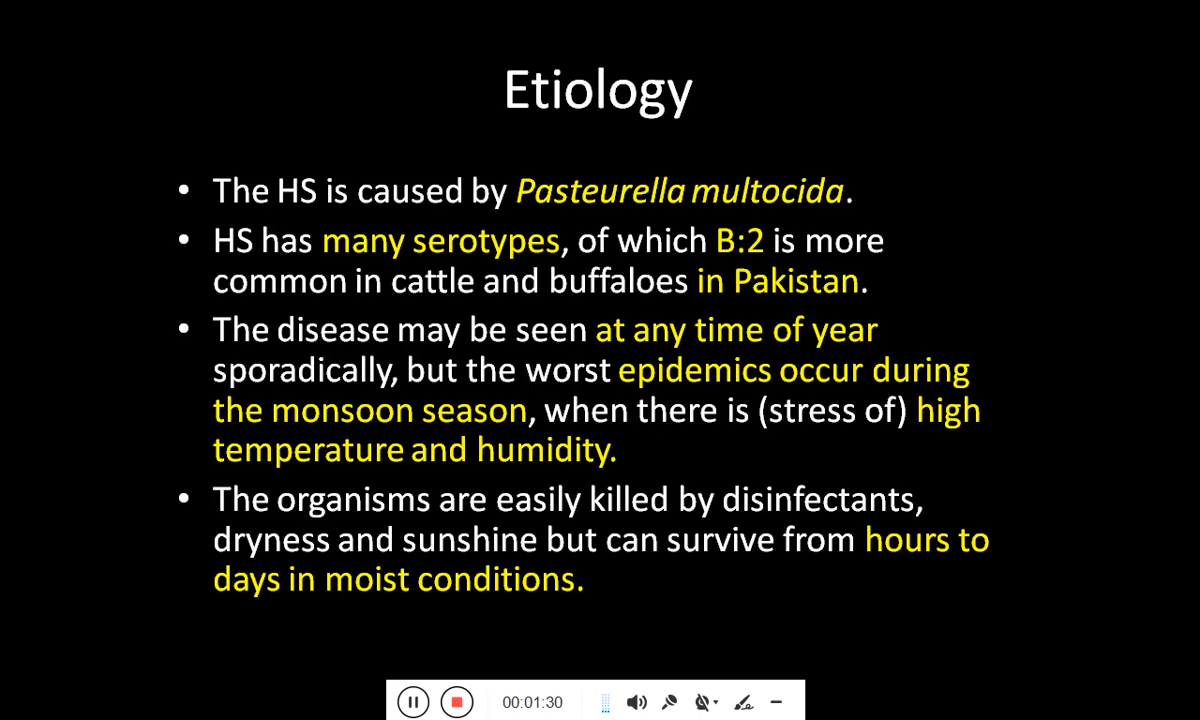 Etiology
• The HS is caused by Pasteurella multocida.
• HS has many serotypes, of which B:2 is more
common in cattle and buffaloes in Pakistan.
• The disease may be seen at any time of year
sporadically, but the worst epidemics occur during
the monsoon season, when there is (stress of) high
temperature and humidity.
• The organisms are easily killed by disinfectants,
dryness and sunshine but can survive from hours to
days in moist conditions.
00:01:30